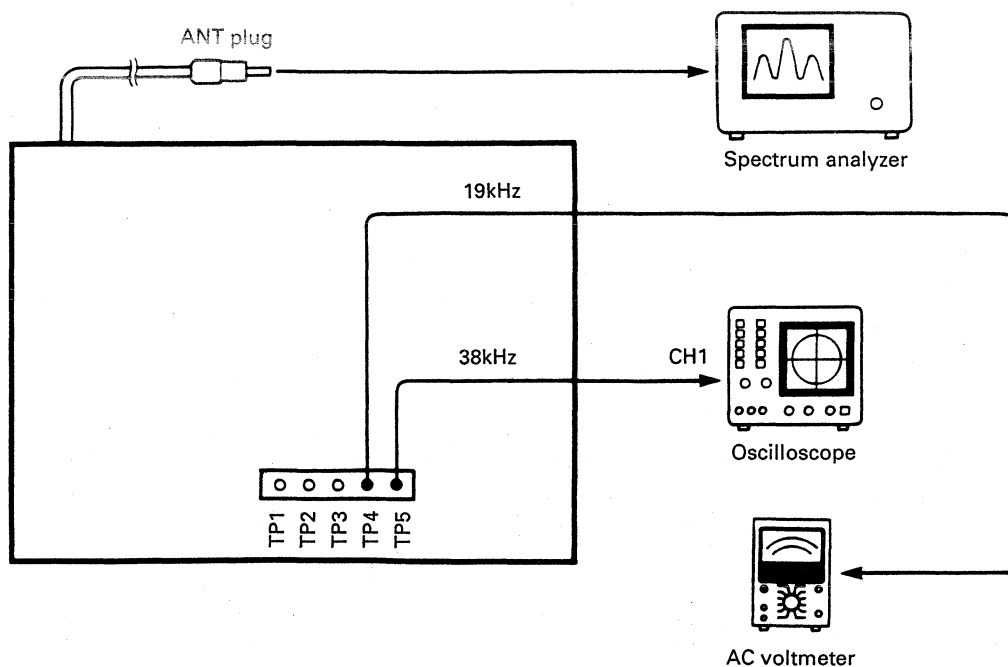 ANT plug
Spectrum analyzer
19kHz
38kHz
CH1
Oscilloscope
TP1
TP2
TP3
TP4
TP5
AC voltmeter